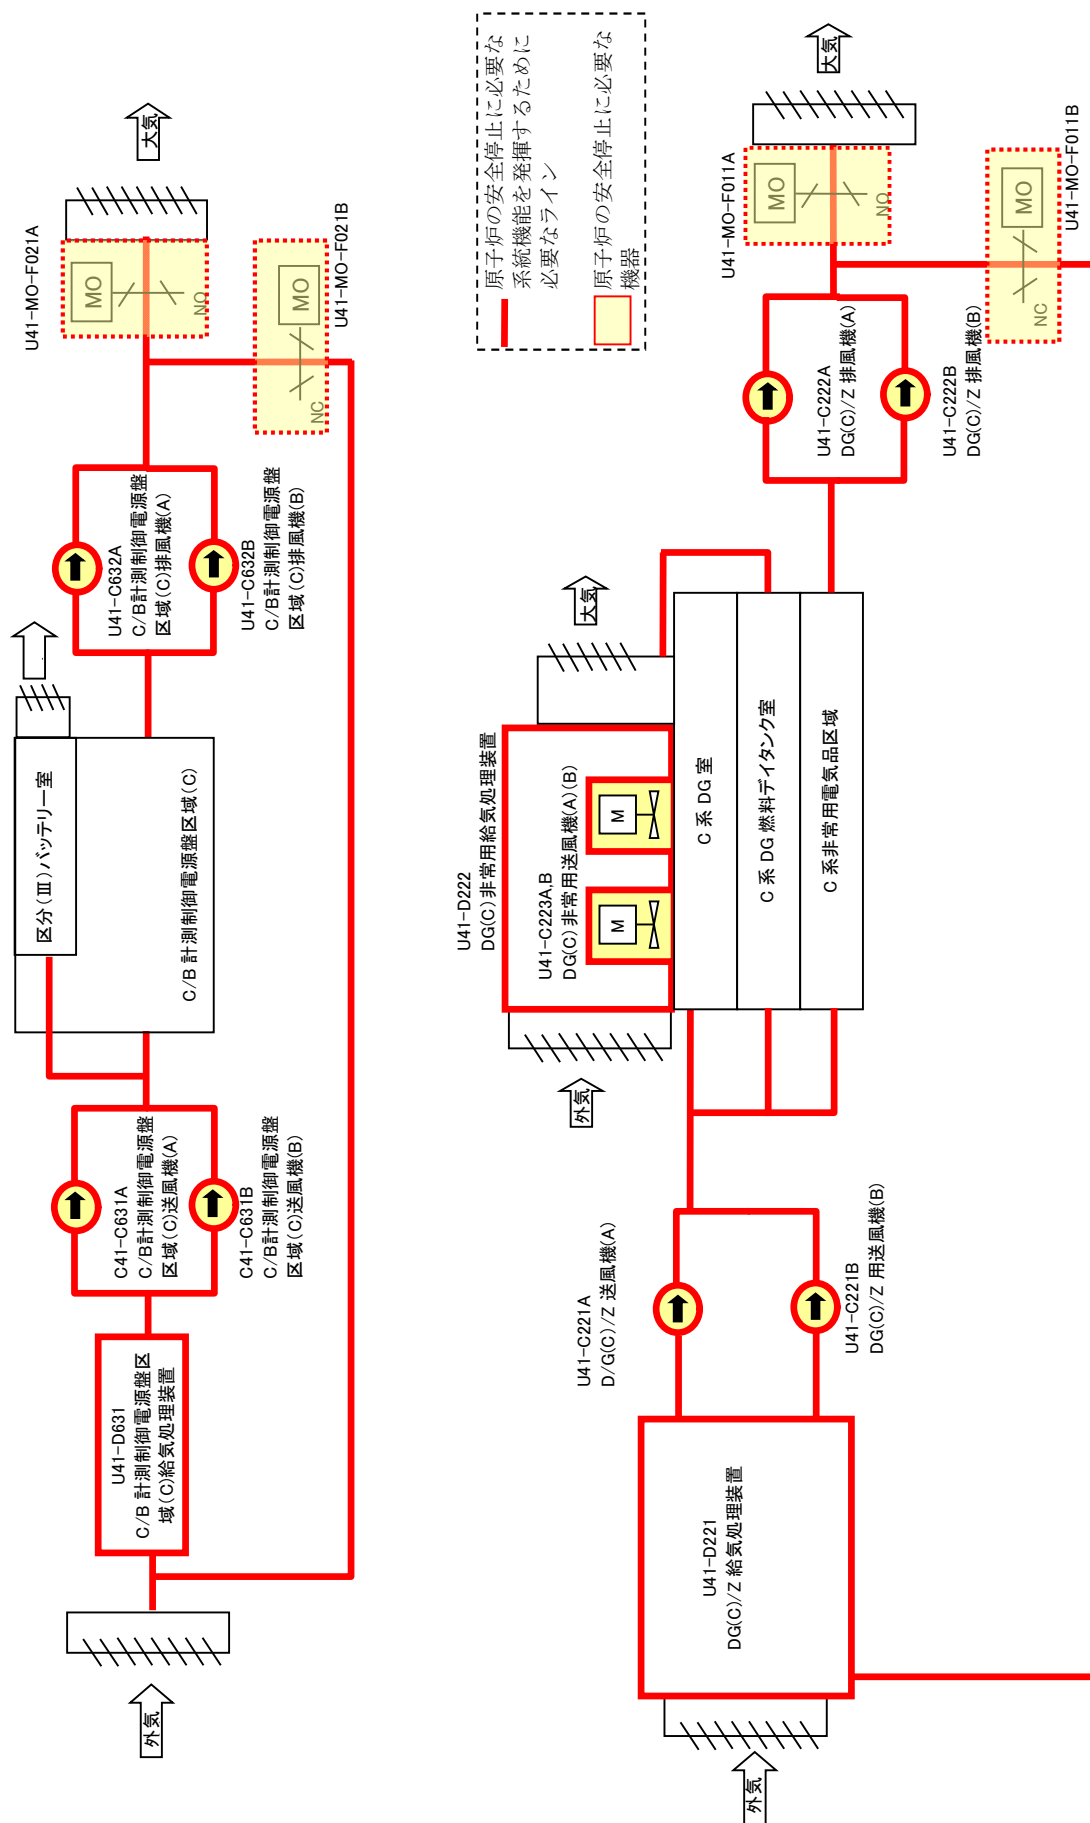 外気
U41-D631
C/B 計測制御電源盤区
域(C)給気処理装置
C41-C631A
C/B計測制御電源盤
区域(C)送風機(A)
C41-C631B
C/B計測制御電源盤
区域(C)送風機(B)
区分(Ⅲ)バッテリー室
C/B 計測制御電源盤区域(C)
U41-C632A
C/B計測制御電源盤
区域(C)排風機(A)
U41-C632B
C/B計測制御電源盤
区域(C)排風機(B)
U41-MO-F021A
MO
NO
MO
NC
U41-MO-F021B
大気
原子炉の安全停止に必要な
系統機能を発揮するために
必要なライン
原子炉の安全停止に必要な
機器
外気
U41-D221
DG(C)/Z 給気処理装置
U41-C221A
D/G(C)/Z 送風機(A)
U41-C221B
DG(C)/Z 用送風機(B)
外気
U41-D222
DG(C)非常用給気処理装置
U41-C223A,B
DG(C)非常用送風機(A)(B)
M
M
大気
C 系 DG 室
C 系 DG 燃料デイタンク室
C 系非常用電気品区域
U41-C222A
DG(C)/Z 排風機(A)
U41-C222B
DG(C)/Z 排風機(B)
U41-MO-F011A
MO
NO
MO
NC
U41-MO-F011B
大気